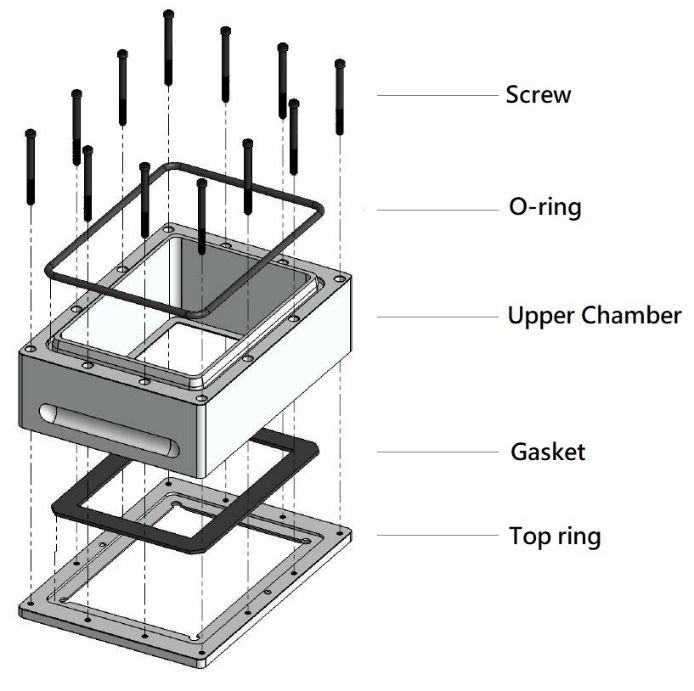 Screw
O-ring
Upper Chamber
Gasket
Top ring